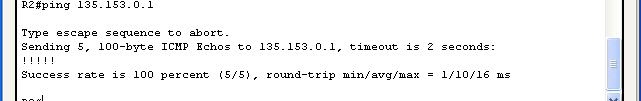 R2#ping 135.153.0.1
Type escape sequence to abort.
Sending 5, 100-byte ICMP Echos to 135.153.0.1, timeout is 2 seconds:
!!!!!
Success rate is 100 percent (5/5), round-trip min/avg/max = 1/10/16 ms